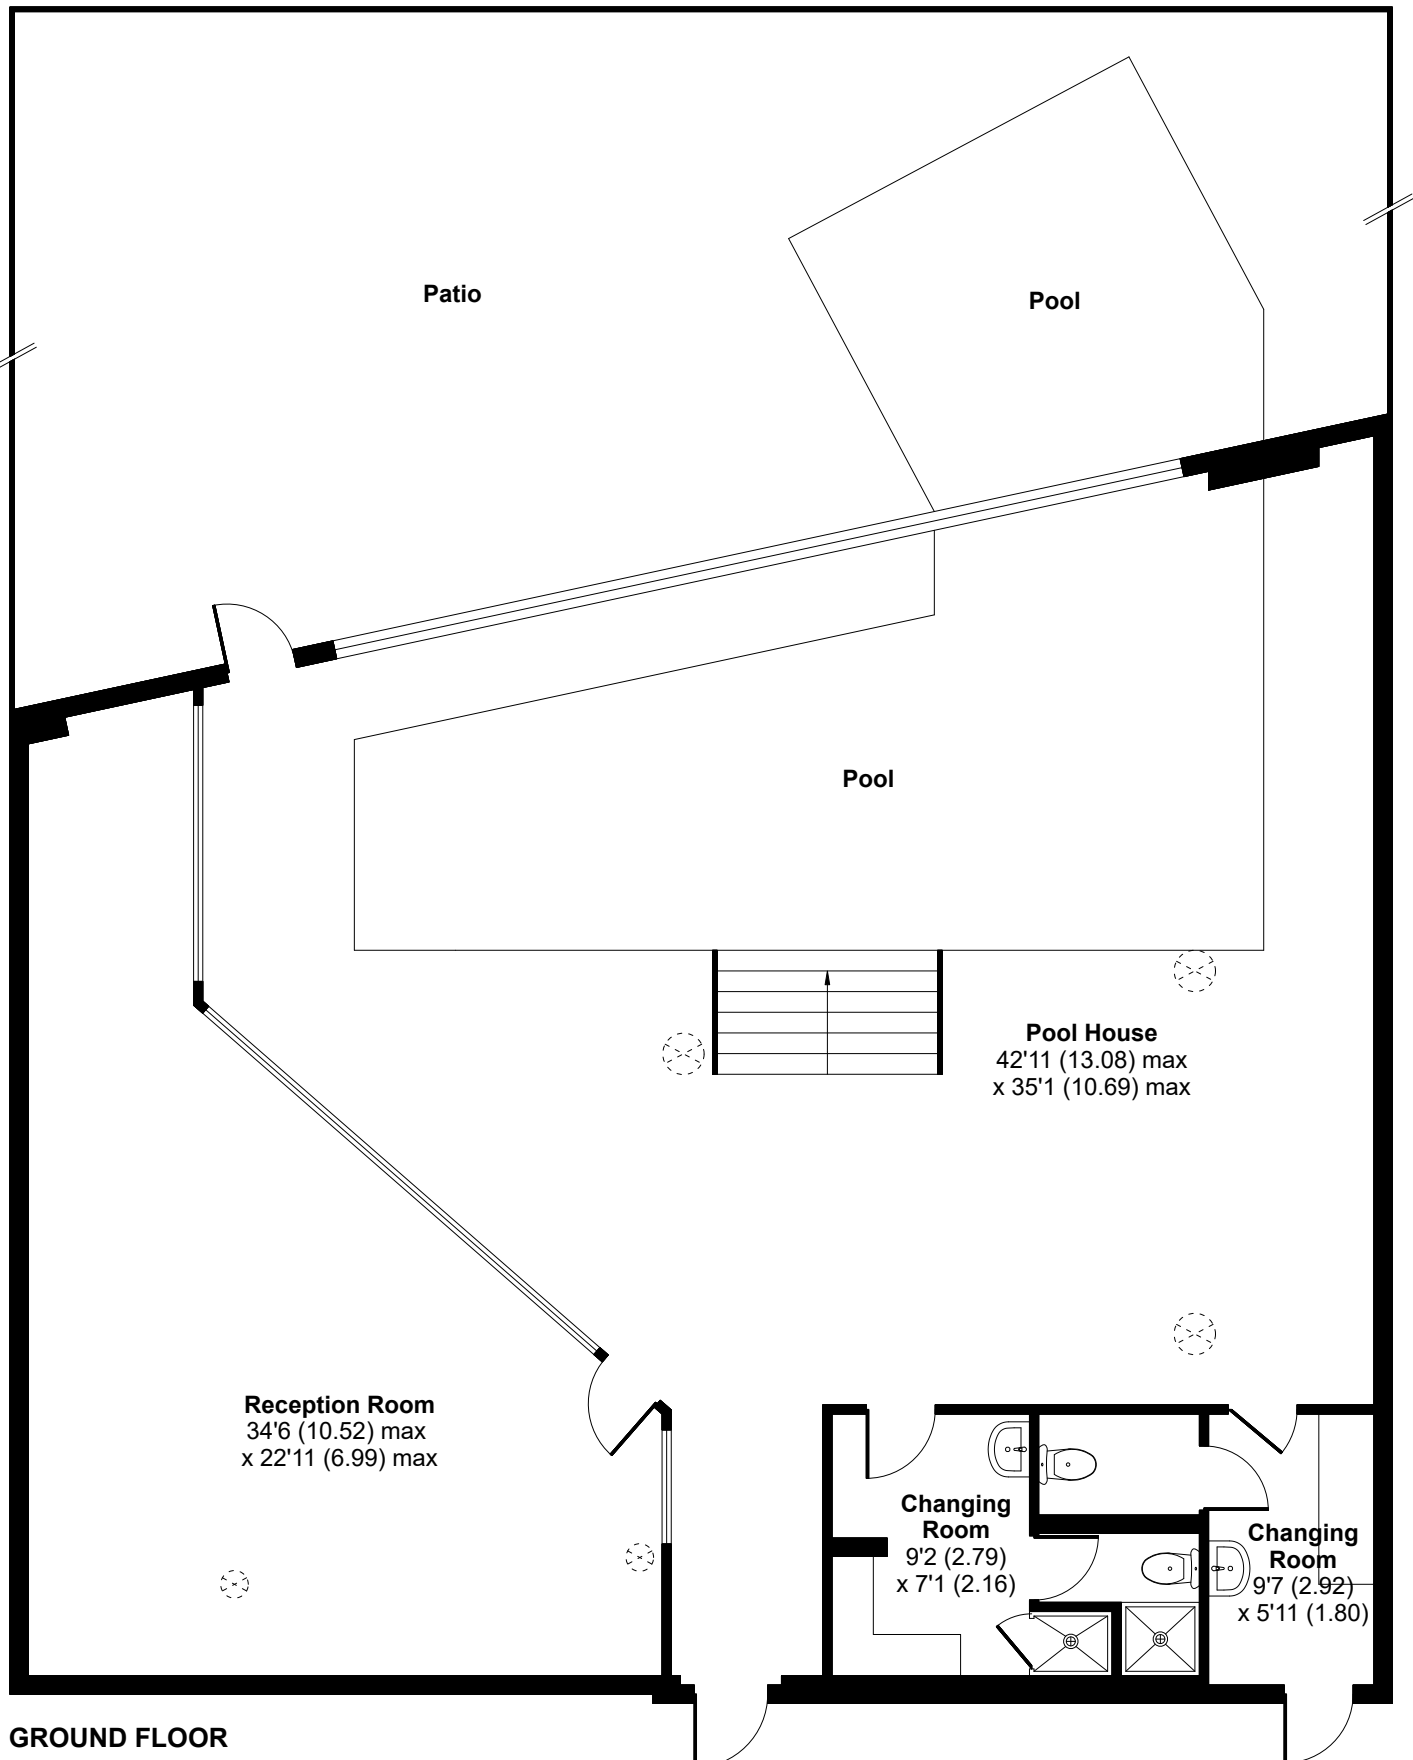 Patio
Pool
Pool
Pool House
42'11 (13.08) max
x 35'1 (10.69) max
Reception Room
34'6 (10.52) max
x 22'11 (6.99) max
Changing
Room
9'2 (2.79)
x 7'1 (2.16)
Changing
Room
9'7 (2.92)
x 5'11 (1.80)
GROUND FLOOR